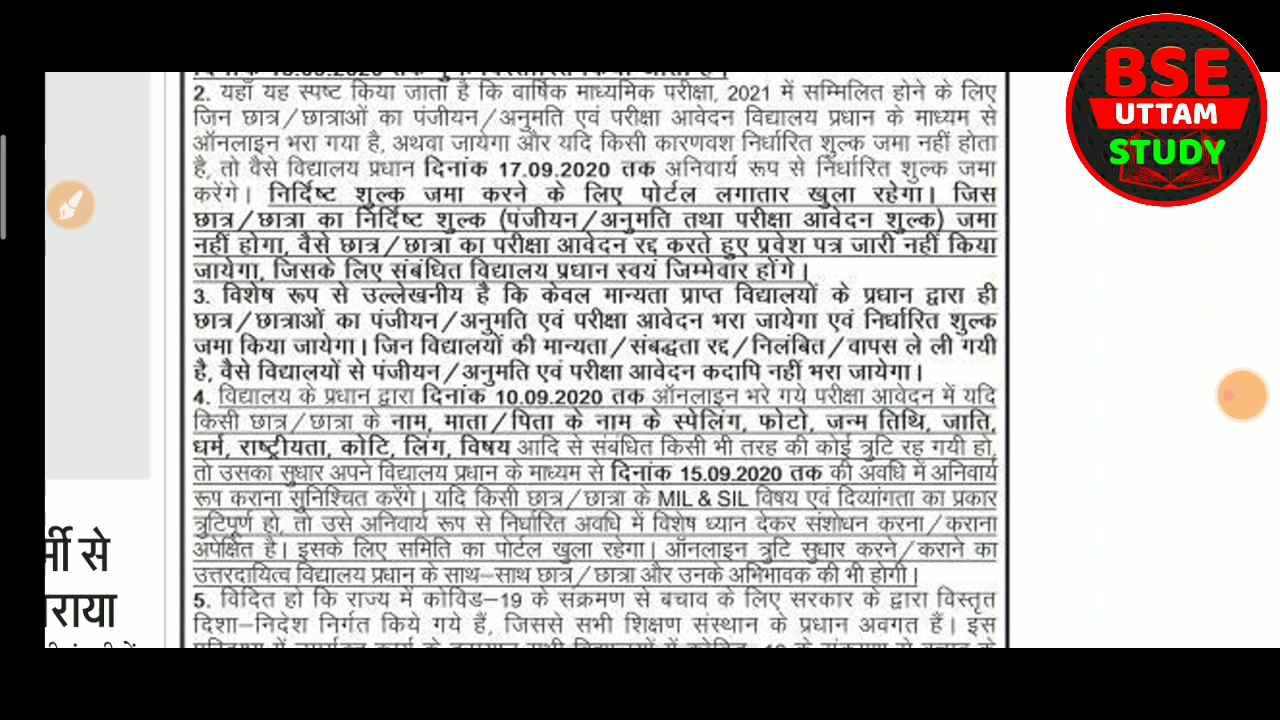 BSE
UTTAM
STUDY
2. यहाँ यह स्पष्ट किया जाता है कि वार्षिक माध्यमिक परीक्षा, 2021 में सम्मिलित होने के लिए
जिन छात्र/छात्राओं का पंजीयन/अनुमति एवं परीक्षा आवेदन विद्यालय प्रधान के माध्यम से
ऑनलाइन भरा गया है, अथवा जायेगा और यदि किसी कारणवश निर्धारित शुल्क जमा नहीं होता
है, तो वैसे विद्यालय प्रधान दिनांक 17.09.2020 तक अनिवार्य रूप से निर्धारित शुल्क जमा
करेंगे। निर्दिष्ट शुल्क जमा करने के लिए पोर्टल लगातार खुला रहेगा। जिस
छात्र/छात्रा का निर्दिष्ट शुल्क (पंजीयन/अनुमति तथा परीक्षा आवेदन शुल्क) जमा
नहीं होगा, वैसे छात्र/छात्रा का परीक्षा आवेदन रद्द करते हुए प्रवेश पत्र जारी नहीं किया
जायेगा, जिसके लिए संबंधित विद्यालय प्रधान स्वयं जिम्मेवार होंगे।
3. विशेष रूप से उल्लेखनीय है कि केवल मान्यता प्राप्त विद्यालयों के प्रधान द्वारा ही
छात्र/छात्राओं का पंजीयन/अनुमति एवं परीक्षा आवेदन भरा जायेगा एवं निर्धारित शुल्क
जमा किया जायेगा। जिन विद्यालयों की मान्यता/संबद्धता रद्द/निलंबित/वापस ले ली गयी
है, वैसे विद्यालयों से पंजीयन/अनुमति एवं परीक्षा आवेदन कदापि नहीं भरा जायेगा।
4. विद्यालय के प्रधान द्वारा दिनांक 10.09.2020 तक ऑनलाइन भरे गये परीक्षा आवेदन में यदि
किसी छात्र/छात्रा के नाम, माता/पिता के नाम के स्पेलिंग, फोटो, जन्म तिथि, जाति,
धर्म, राष्ट्रीयता, कोटि, लिंग, विषय आदि से संबंधित किसी भी तरह की कोई त्रुटि रह गयी हो,
तो उसका सुधार अपने विद्यालय प्रधान के माध्यम से दिनांक 15.09.2020 तक की अवधि में अनिवार्य
रूप कराना सुनिश्चित करेंगे। यदि किसी छात्र/छात्रा के MIL & SIL विषय एवं दिव्यांगता का प्रकार
त्रुटिपूर्ण हो, तो उसे अनिवार्य रूप से निर्धारित अवधि में विशेष ध्यान देकर संशोधन करना/कराना
अपेक्षित है। इसके लिए समिति का पोर्टल खुला रहेगा। ऑनलाइन त्रुटि सुधार करने/कराने का
उत्तरदायित्व विद्यालय प्रधान के साथ–साथ छात्र/छात्रा और उनके अभिभावक की भी होगी।
5. विदित हो कि राज्य में कोविड–19 के संक्रमण से बचाव के लिए सरकार के द्वारा विस्तृत
दिशा–निदेश निर्गत किये गये हैं, जिससे सभी शिक्षण संस्थान के प्रधान अवगत हैं। इस
र्मी से
राया